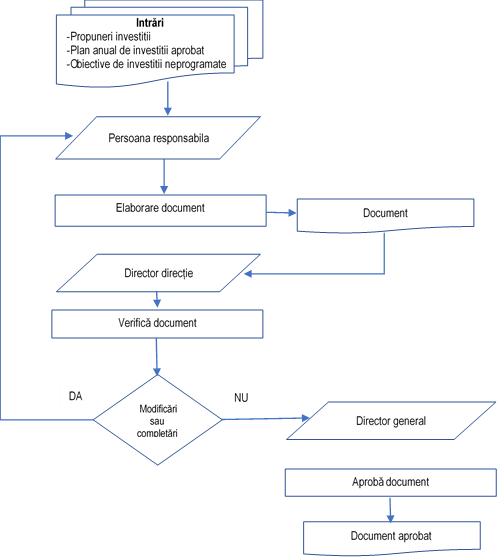 Intrări
-Propuneri investitii
-Plan anual de investitii aprobat
-Obiective de investitii neprogramate
Persoana responsabila
Elaborare document
Document
Director direcție
Verifică document
DA
Modificări
sau
completări
NU
Director general
Aprobă document
Document aprobat